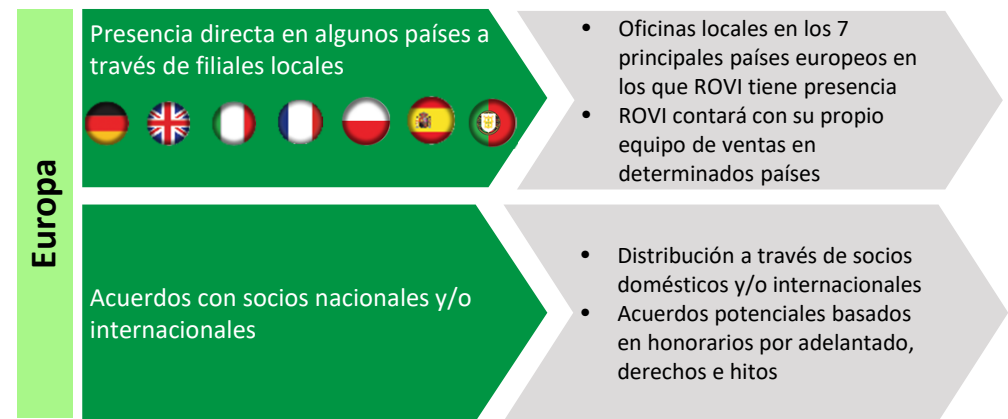 Europa
Presencia directa en algunos países a
través de filiales locales
• Oficinas locales en los 7
principales países europeos en
los que ROVI tiene presencia
• ROVI contará con su propio
equipo de ventas en
determinados países
Acuerdos con socios nacionales y/o
internacionales
• Distribución a través de socios
domésticos y/o internacionales
• Acuerdos potenciales basados
en honorarios por adelantado,
derechos e hitos